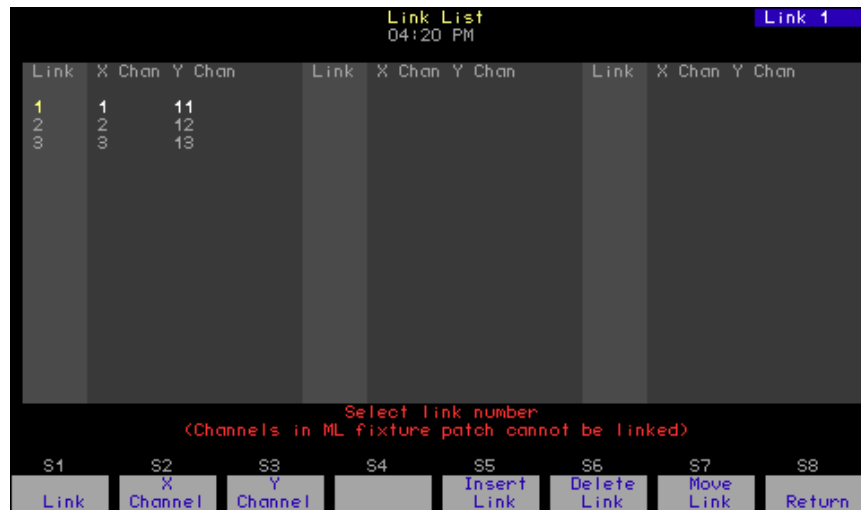 Link List
04:20 PM
Link 1
Link X Chan Y Chan Link X Chan Y Chan Link X Chan Y Chan
1 1 11
2 2 12
3 3 13
Select link number
(Channels in ML fixture patch cannot be linked)
S1 S2 S3 S4 S5 S6 S7 S8
X Y Insert Delete Move
Link Channel Channel Link Link Link Return